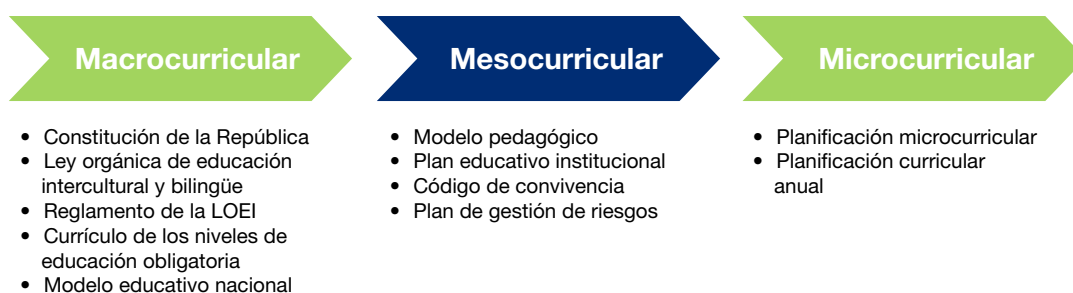 Macrocurricular
• Constitución de la República
• Ley orgánica de educación
intercultural y bilingüe
• Reglamento de la LOEI
• Currículo de los niveles de
educación obligatoria
• Modelo educativo nacional
Mesocurricular
• Modelo pedagógico
• Plan educativo institucional
• Código de convivencia
• Plan de gestión de riesgos
Microcurricular
• Planificación microcurricular
• Planificación curricular
anual